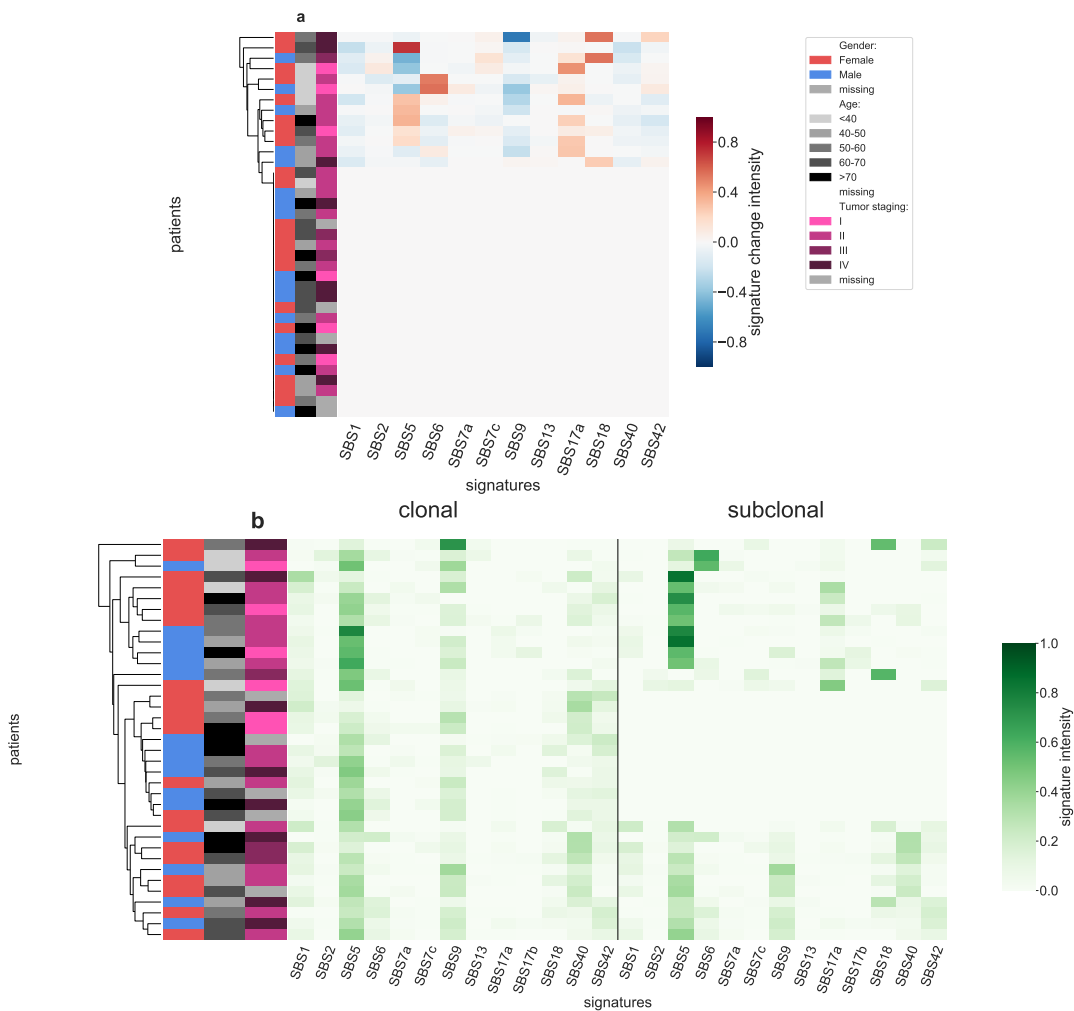 a
Gender:
Female
Male
missing
Age:
<40
40-50
50-60
60-70
>70
missing
Tumor staging:
I
II
III
IV
missing
patients
0.8
0.4
0.0
−0.4
−0.8
signature change intensity
SBS1
SBS2
SBS5
SBS6
SBS7a
SBS7c
SBS9
SBS13
SBS17a
SBS18
SBS40
SBS42
signatures
b
clonal
subclonal
patients
1.0
0.8
0.6
0.4
0.2
0.0
signature intensity
SBS1
SBS2
SBS5
SBS6
SBS7a
SBS7c
SBS9
SBS13
SBS17a
SBS17b
SBS18
SBS40
SBS42
SBS1
SBS2
SBS5
SBS6
SBS7a
SBS7c
SBS9
SBS13
SBS17a
SBS17b
SBS18
SBS40
SBS42
signatures